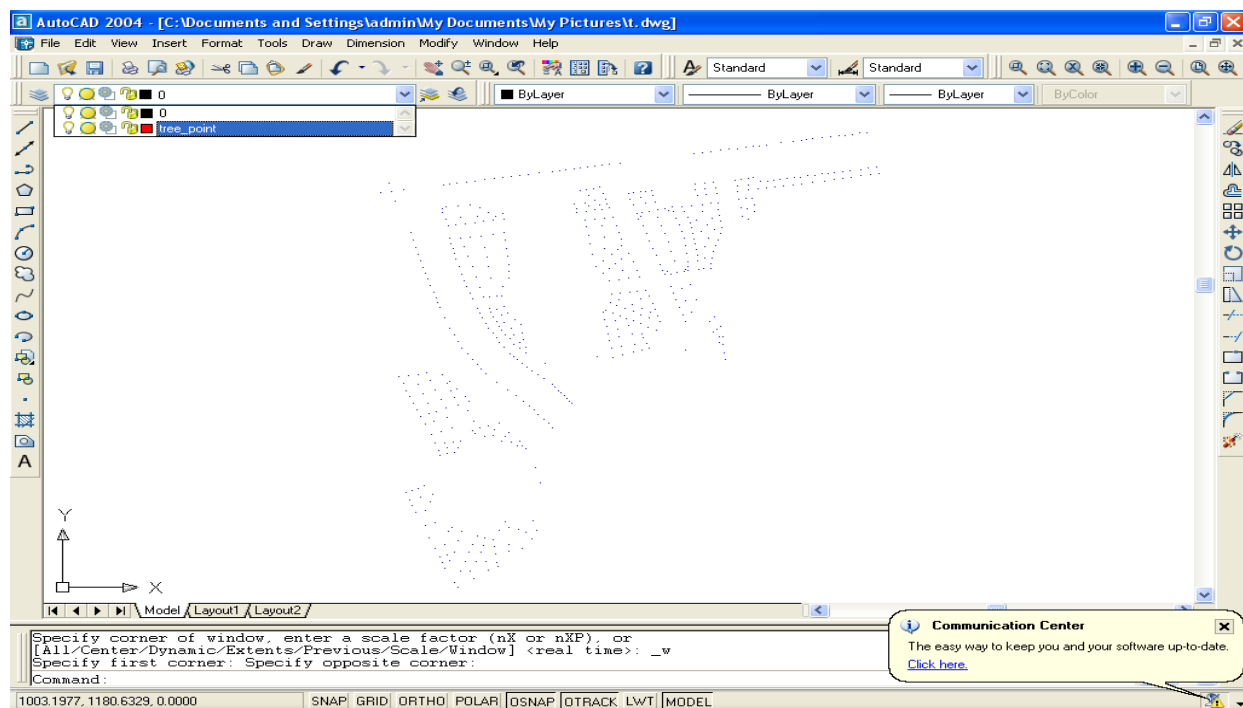 AutoCAD 2004 - [C:\Documents and Settings\admin\My Documents\My Pictures\t.dwg]
File Edit View Insert Format Tools Draw Dimension Modify Window Help
Standard Standard
0 ByLayer ByLayer ByLayer ByColor
0
tree_point
A
Y
X
Model Layout1 Layout2
Specify corner of window, enter a scale factor (nX or nXP), or
[All/Center/Dynamic/Extents/Previous/Scale/Window] <real time>: _w
Specify first corner: Specify opposite corner:
Command:
Communication Center
The easy way to keep you and your software up-to-date.
Click here.
1003.1977, 1180.6329, 0.0000 SNAP GRID ORTHO POLAR OSNAP OTRACK LWT MODEL